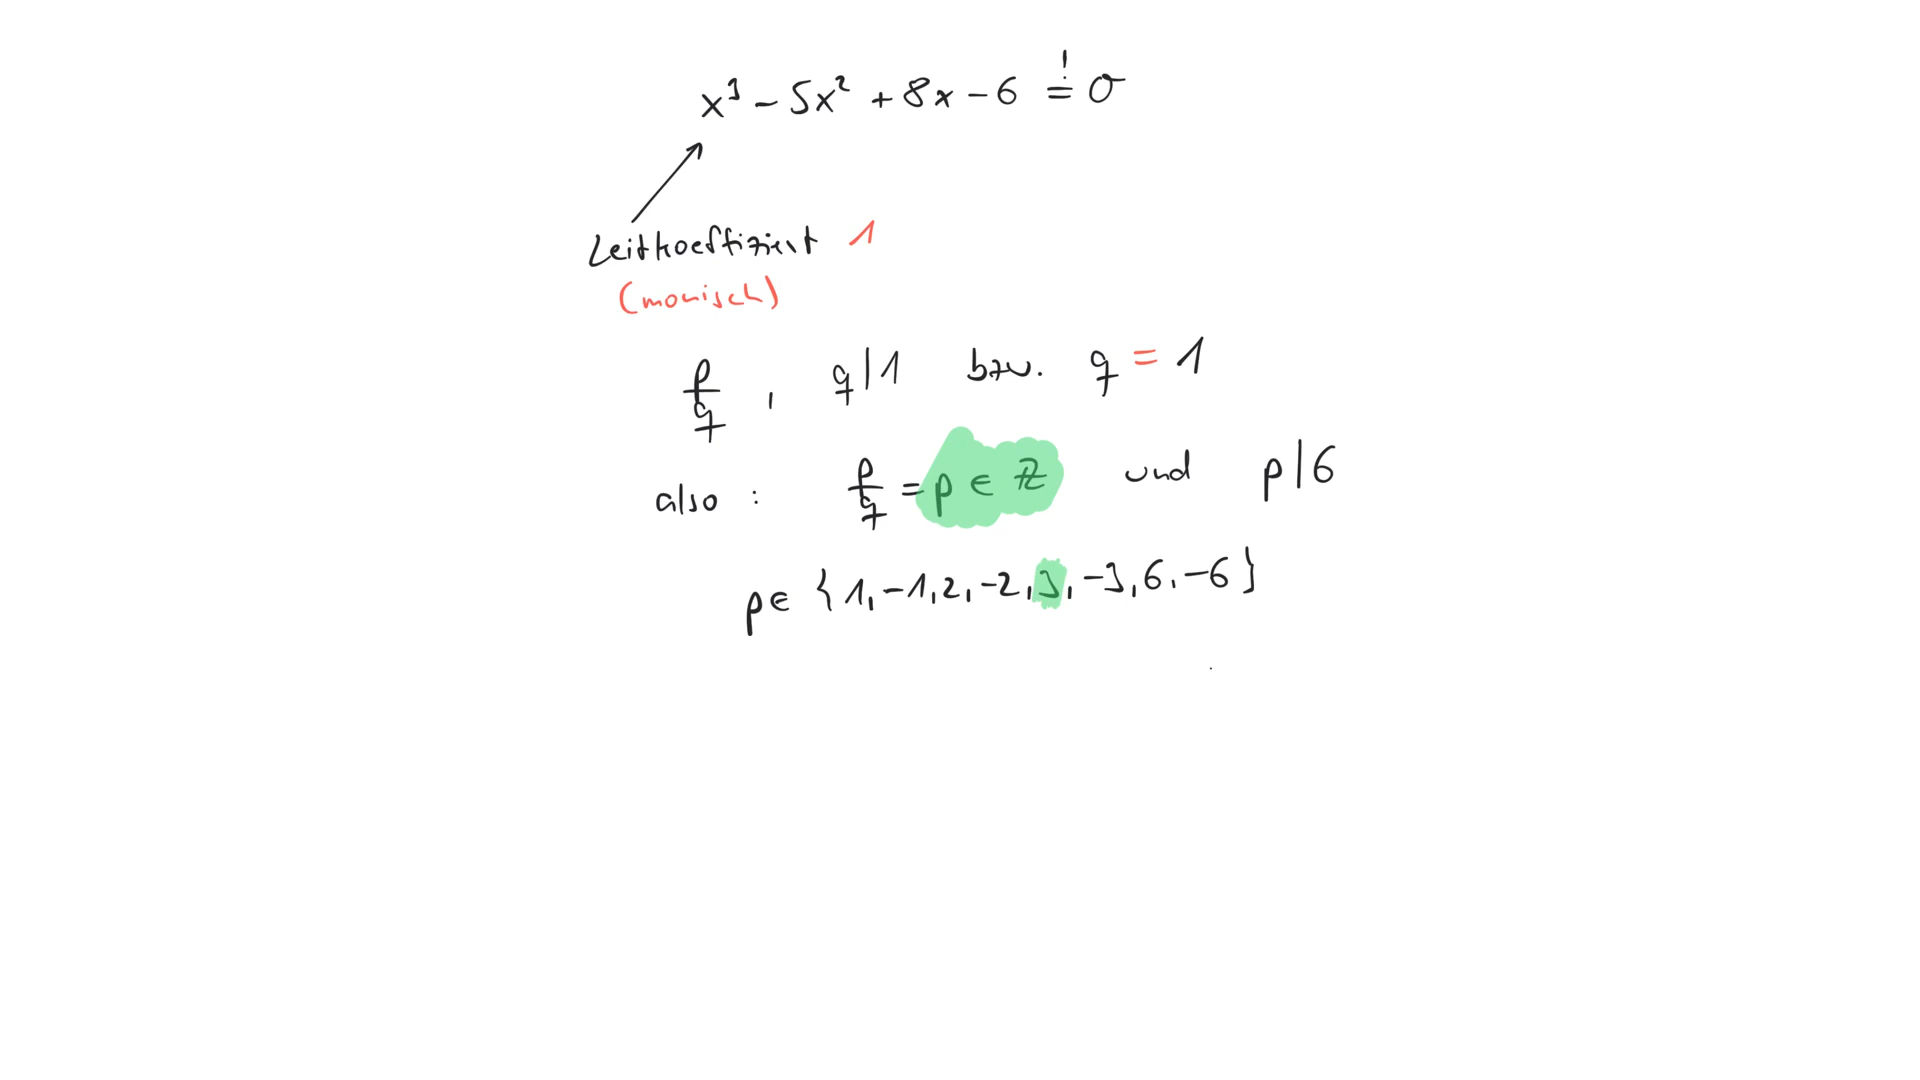 x³ - 5x² + 8x - 6 =! 0
Leitkoeffizient 1
(monisch)
p/q , q|1 bzw. q = 1
also : p/q = p ∈ ℤ und p|6
p ∈ {1, -1, 2, -2, 3, -3, 6, -6}